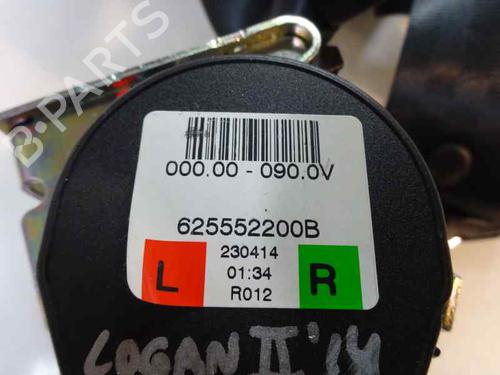 B-PARTS
000.00 - 090.0V
625552200B
230414
L 01:34 R
R012
LOGAN II '14